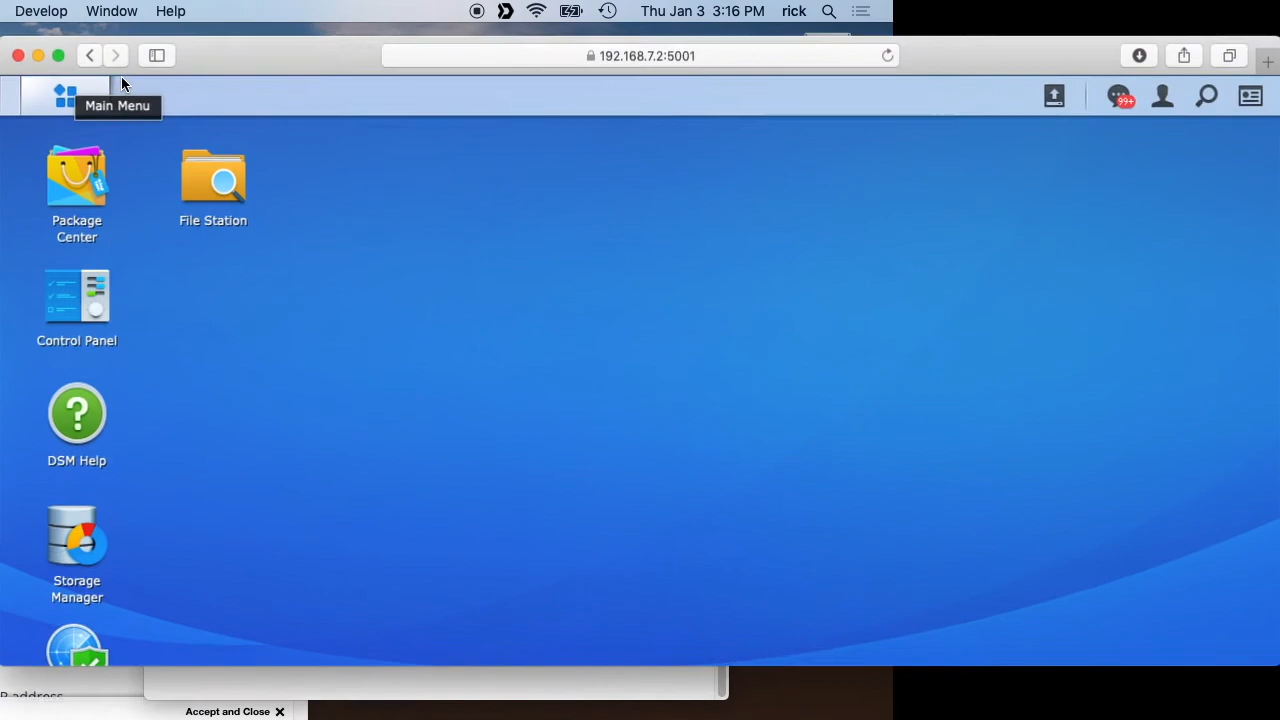 Develop Window Help Thu Jan 3 3:16 PM rick
192.168.7.2:5001
Main Menu
99+
Package
Center
File Station
Control Panel
DSM Help
Storage
Manager
P address
Accept and Close